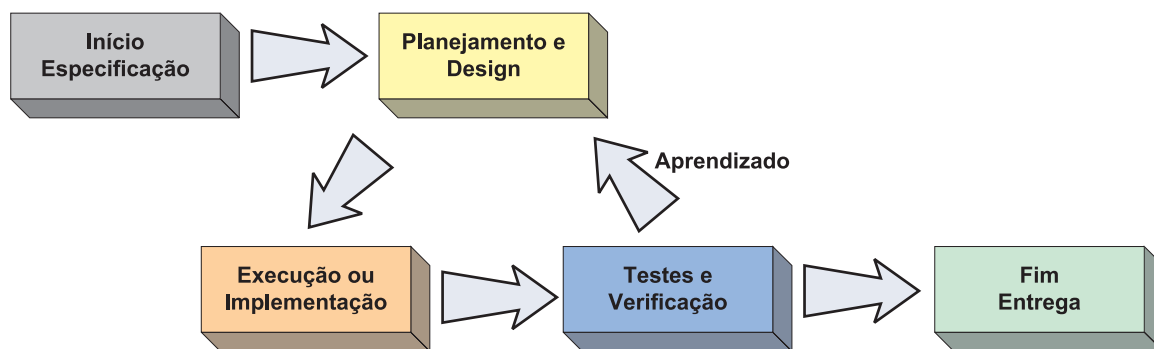 Início
Especificação
Planejamento e
Design
Aprendizado
Execução ou
Implementação
Testes e
Verificação
Fim
Entrega